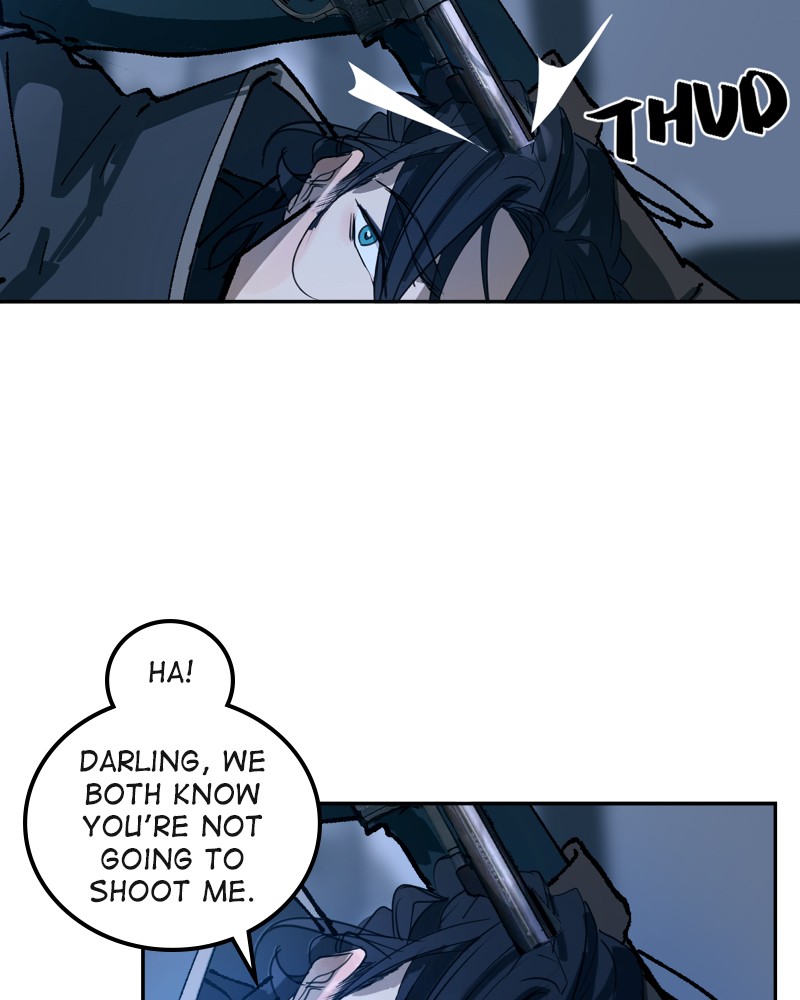 THUD
HA!
DARLING, WE
BOTH KNOW
YOU'RE NOT
GOING TO
SHOOT ME.